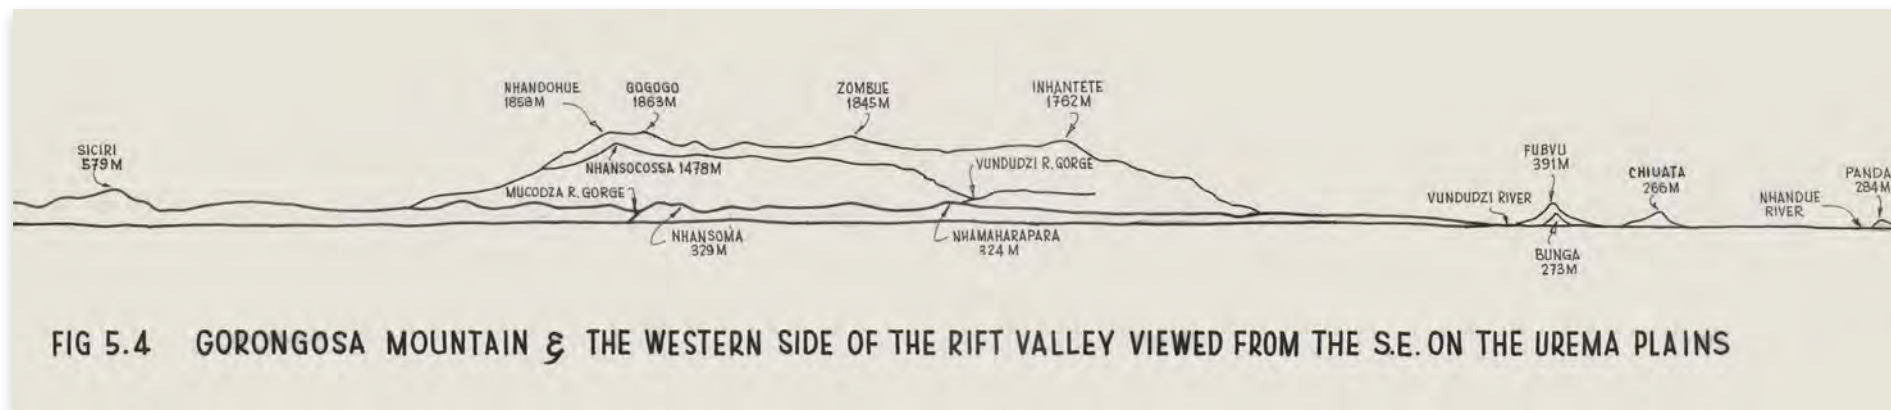 NHANDOHUE
1858M
GOGOGO
1863M
ZOMBUE
1845M
INHANTETE
1762M
SICIRI
579M
NHANSOCOSSA 1478M
VUNDUDZI R. GORGE
MUCODZA R. GORGE
FUBVU
391M
CHIUATA
266M
PANDA
284M
VUNDUDZI RIVER
NHANDUE
RIVER
NHANSOMA
329M
NHAMAHARAPARA
324 M
BUNGA
273M
FIG 5.4 GORONGOSA MOUNTAIN & THE WESTERN SIDE OF THE RIFT VALLEY VIEWED FROM THE S.E. ON THE UREMA PLAINS